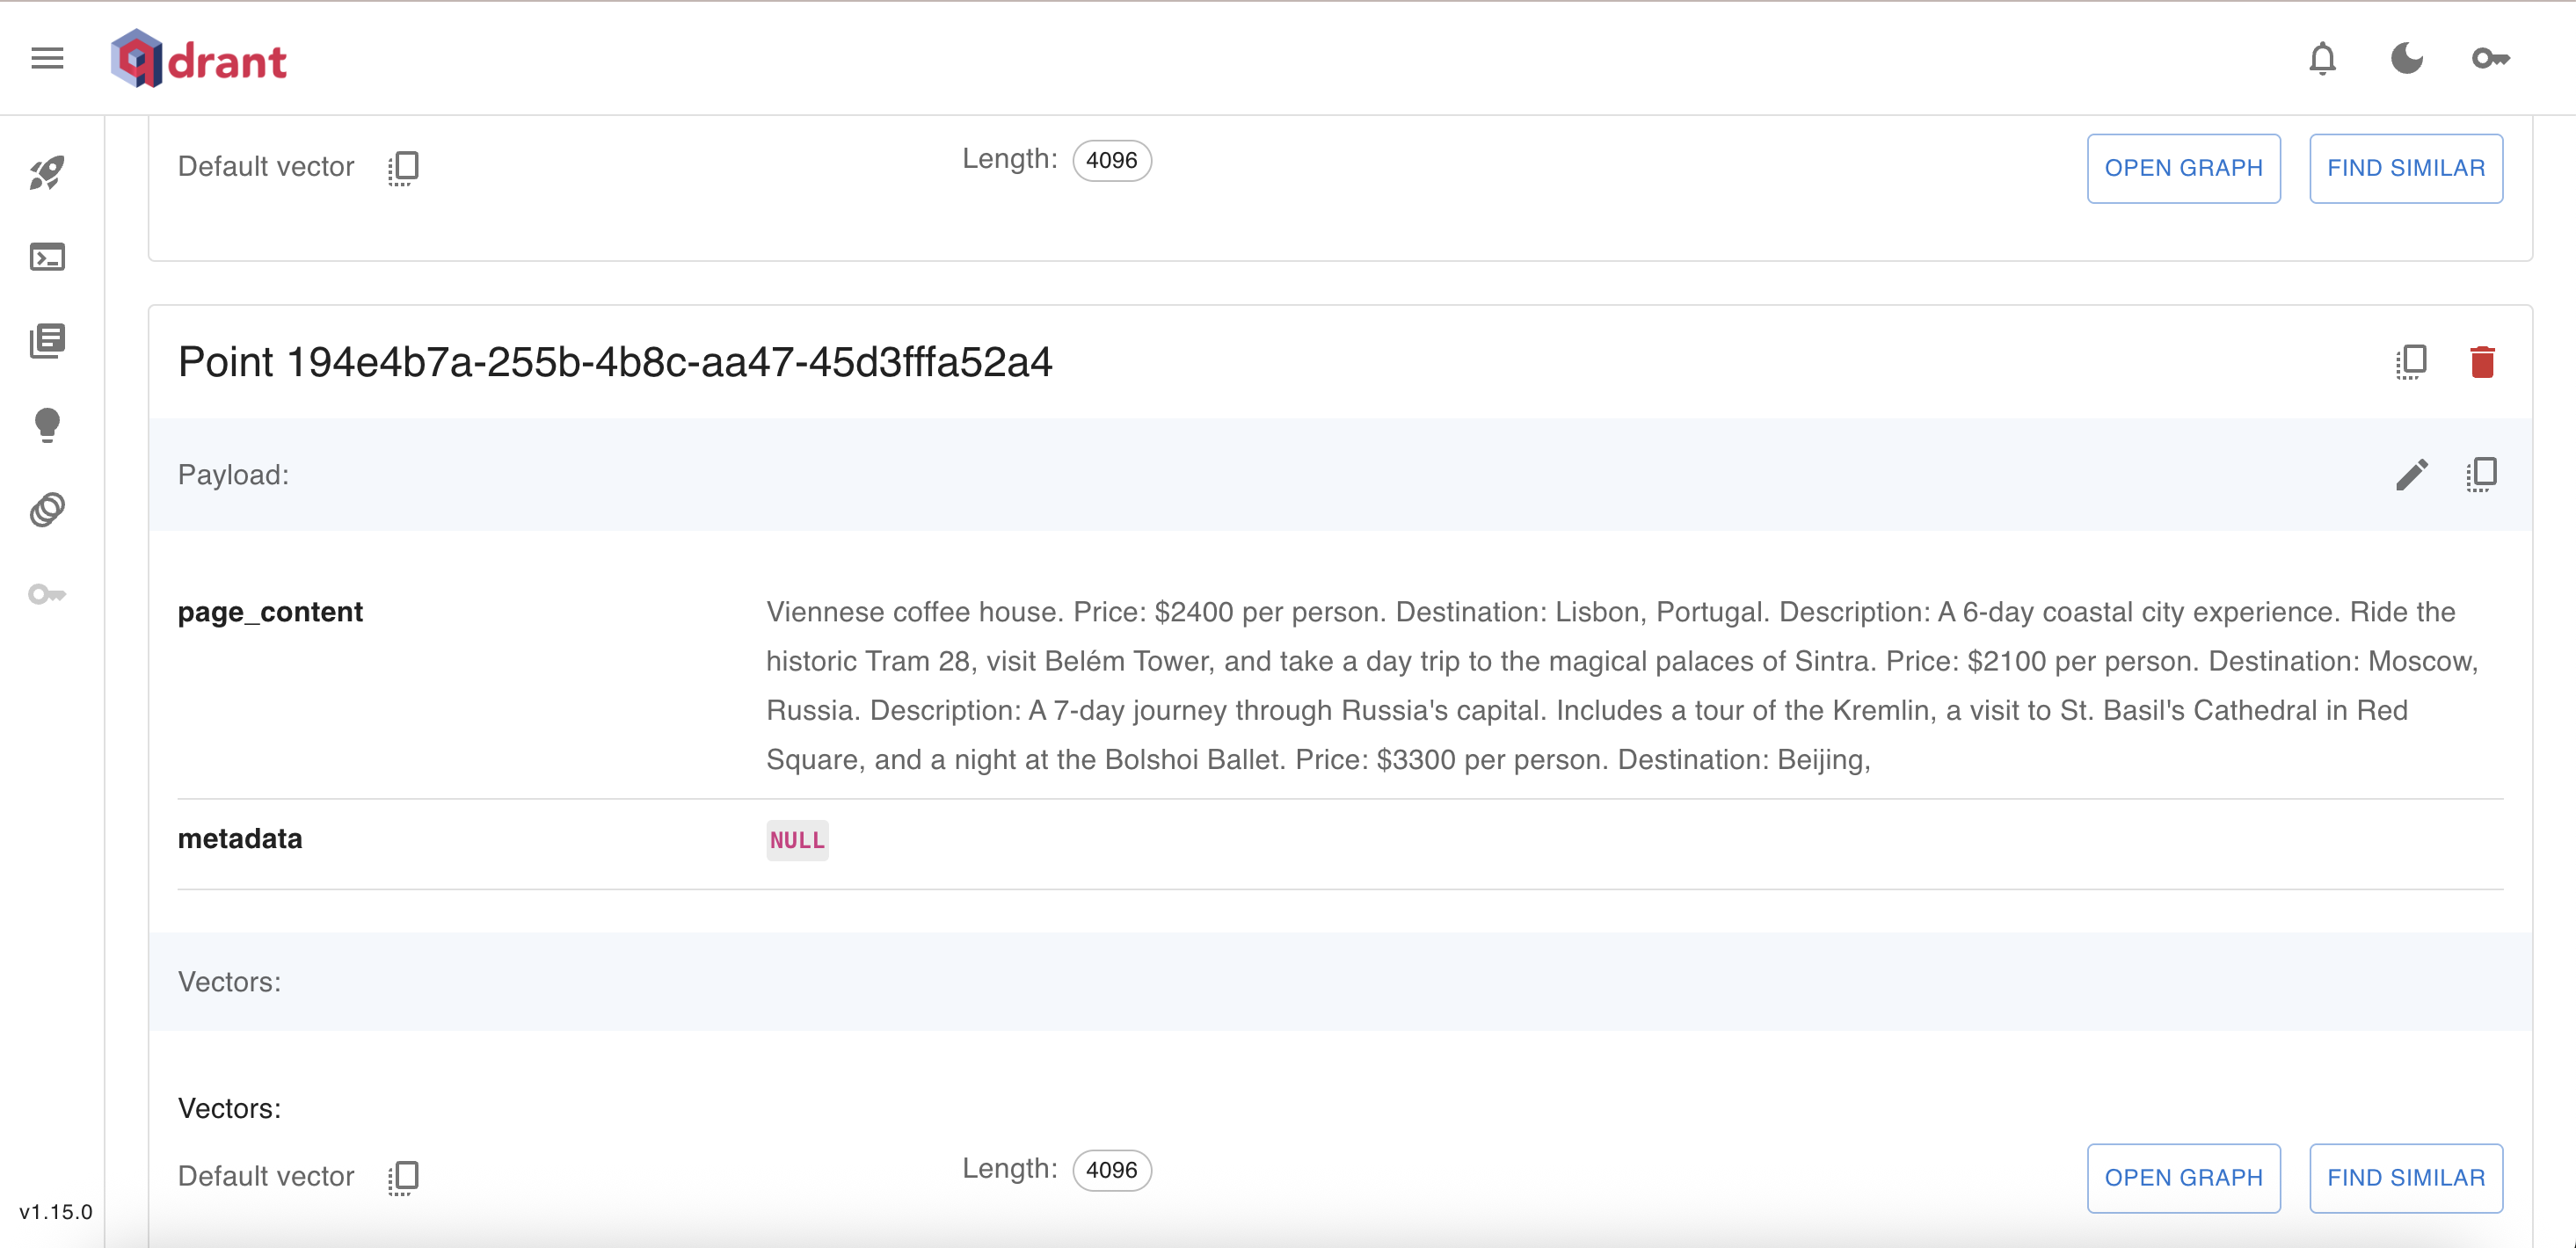 qdrant
Default vector
Length: 4096
OPEN GRAPH
FIND SIMILAR
Point 194e4b7a-255b-4b8c-aa47-45d3fffa52a4
Payload:
page_content
Viennese coffee house. Price: $2400 per person. Destination: Lisbon, Portugal. Description: A 6-day coastal city experience. Ride the
historic Tram 28, visit Belém Tower, and take a day trip to the magical palaces of Sintra. Price: $2100 per person. Destination: Moscow,
Russia. Description: A 7-day journey through Russia's capital. Includes a tour of the Kremlin, a visit to St. Basil's Cathedral in Red
Square, and a night at the Bolshoi Ballet. Price: $3300 per person. Destination: Beijing,
metadata
NULL
Vectors:
Vectors:
Default vector
Length: 4096
OPEN GRAPH
FIND SIMILAR
v1.15.0